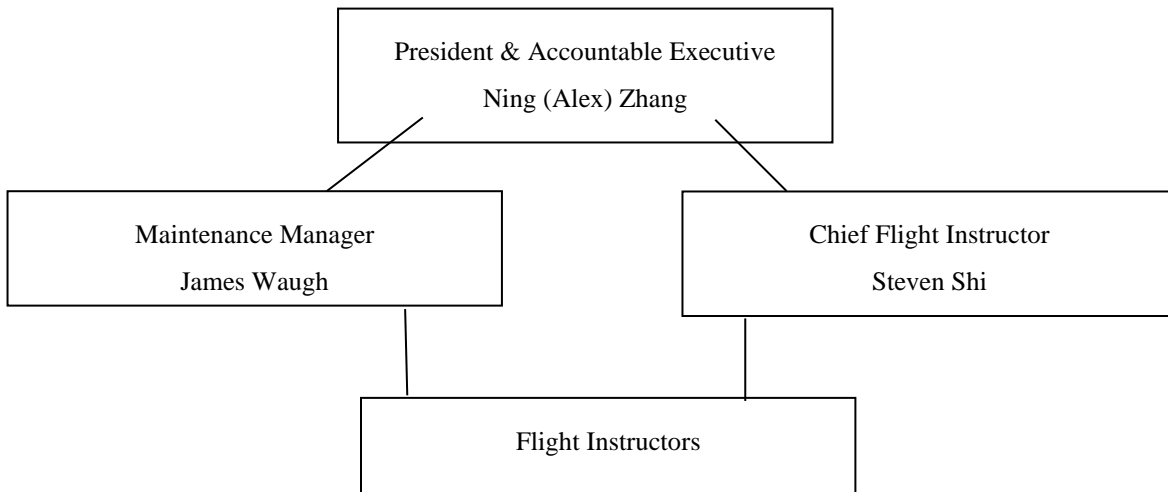 President & Accountable Executive
Ning (Alex) Zhang
Maintenance Manager
James Waugh
Chief Flight Instructor
Steven Shi
Flight Instructors